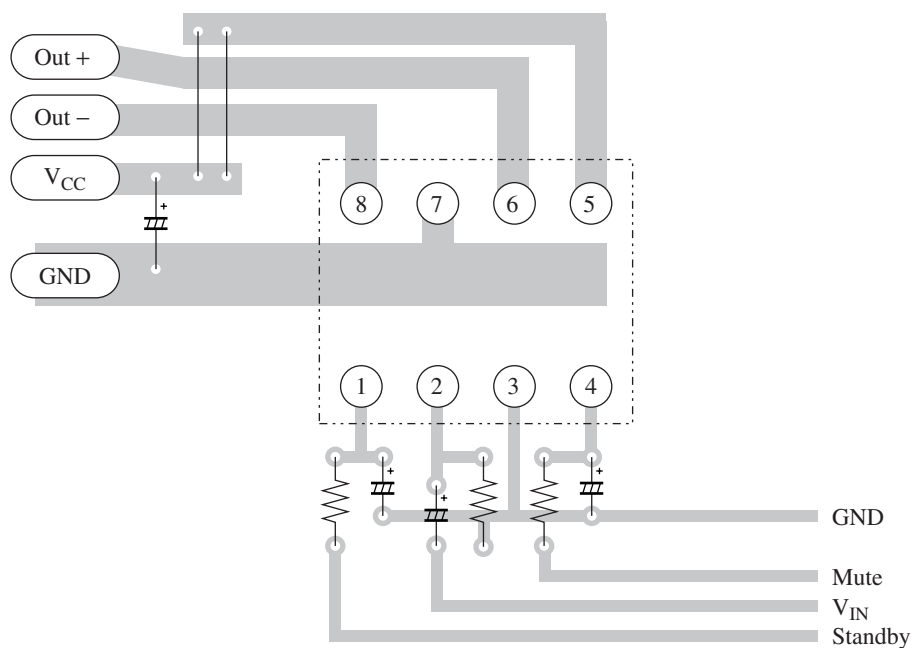 Out +
Out −
VCC
GND
8 7 6 5
1 2 3 4
+
+ + +
GND
Mute
VIN
Standby